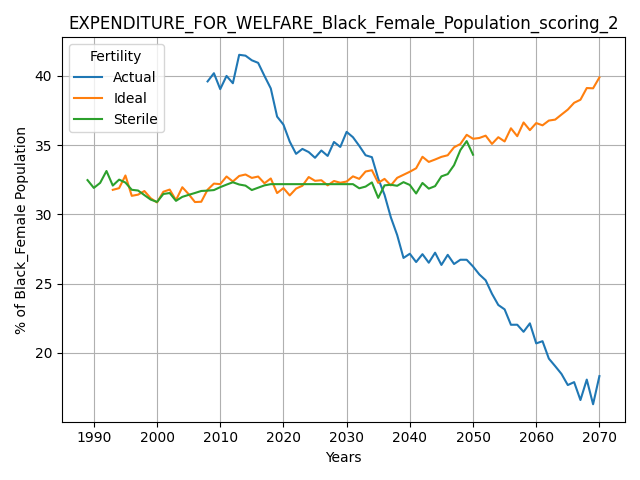 EXPENDITURE_FOR_WELFARE_Black_Female_Population_scoring_2
Fertility
Actual
Ideal
Sterile
% of Black_Female Population
40
35
30
25
20
1990 2000 2010 2020 2030 2040 2050 2060 2070
Years